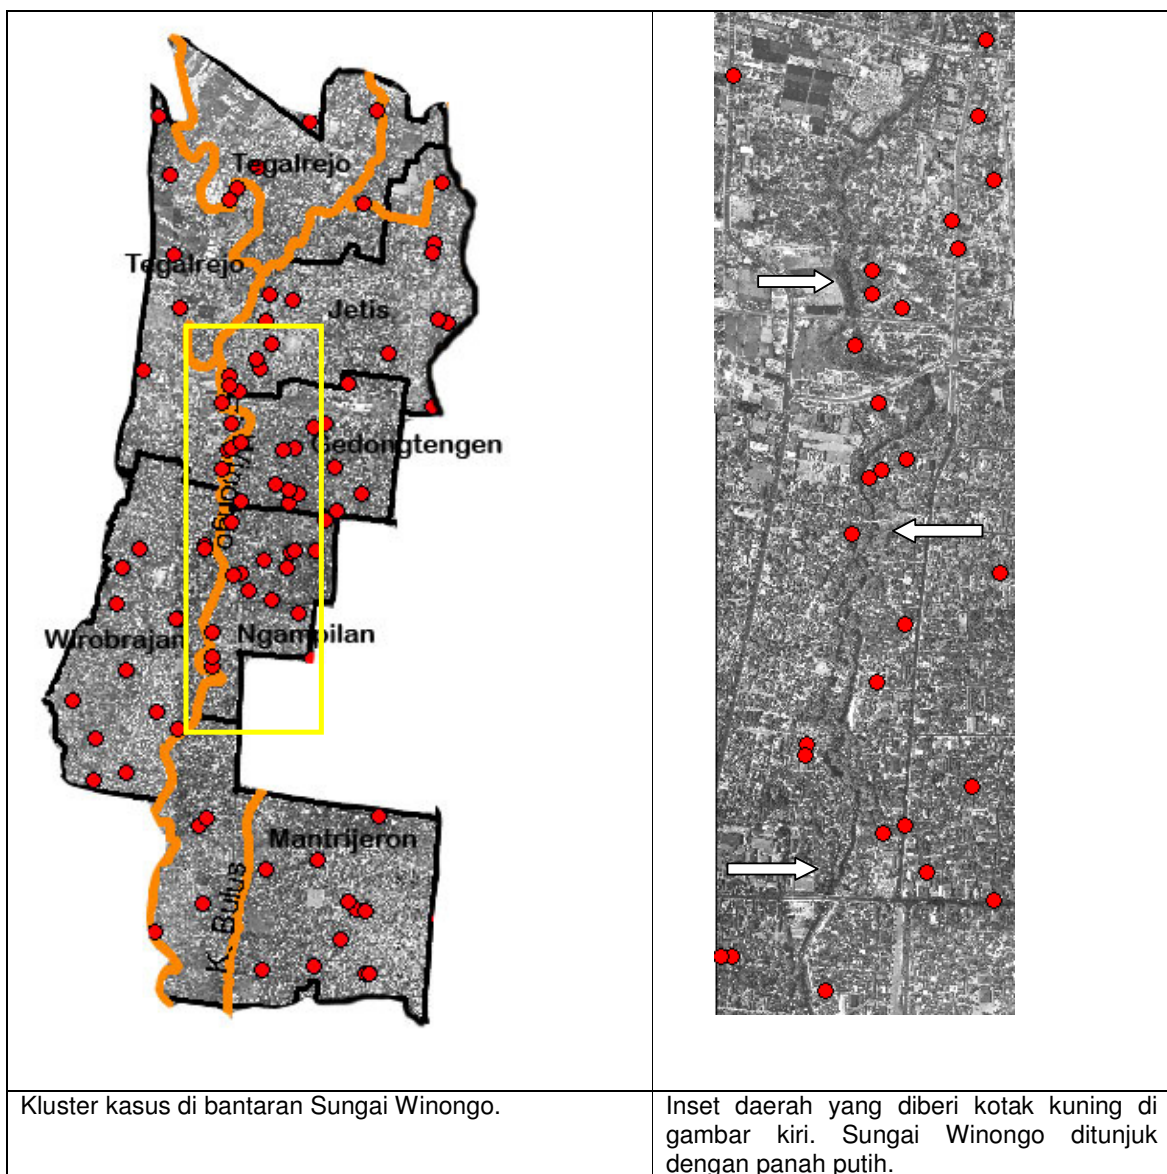 Tegalrejo
Tegalrejo
Jetis
Gedongtengen
Wirobrajan
Ngampilan
Mantrijeron
K. Bulus
Kluster kasus di bantaran Sungai Winongo.
Inset daerah yang diberi kotak kuning di
gambar kiri. Sungai Winongo ditunjuk
dengan panah putih.